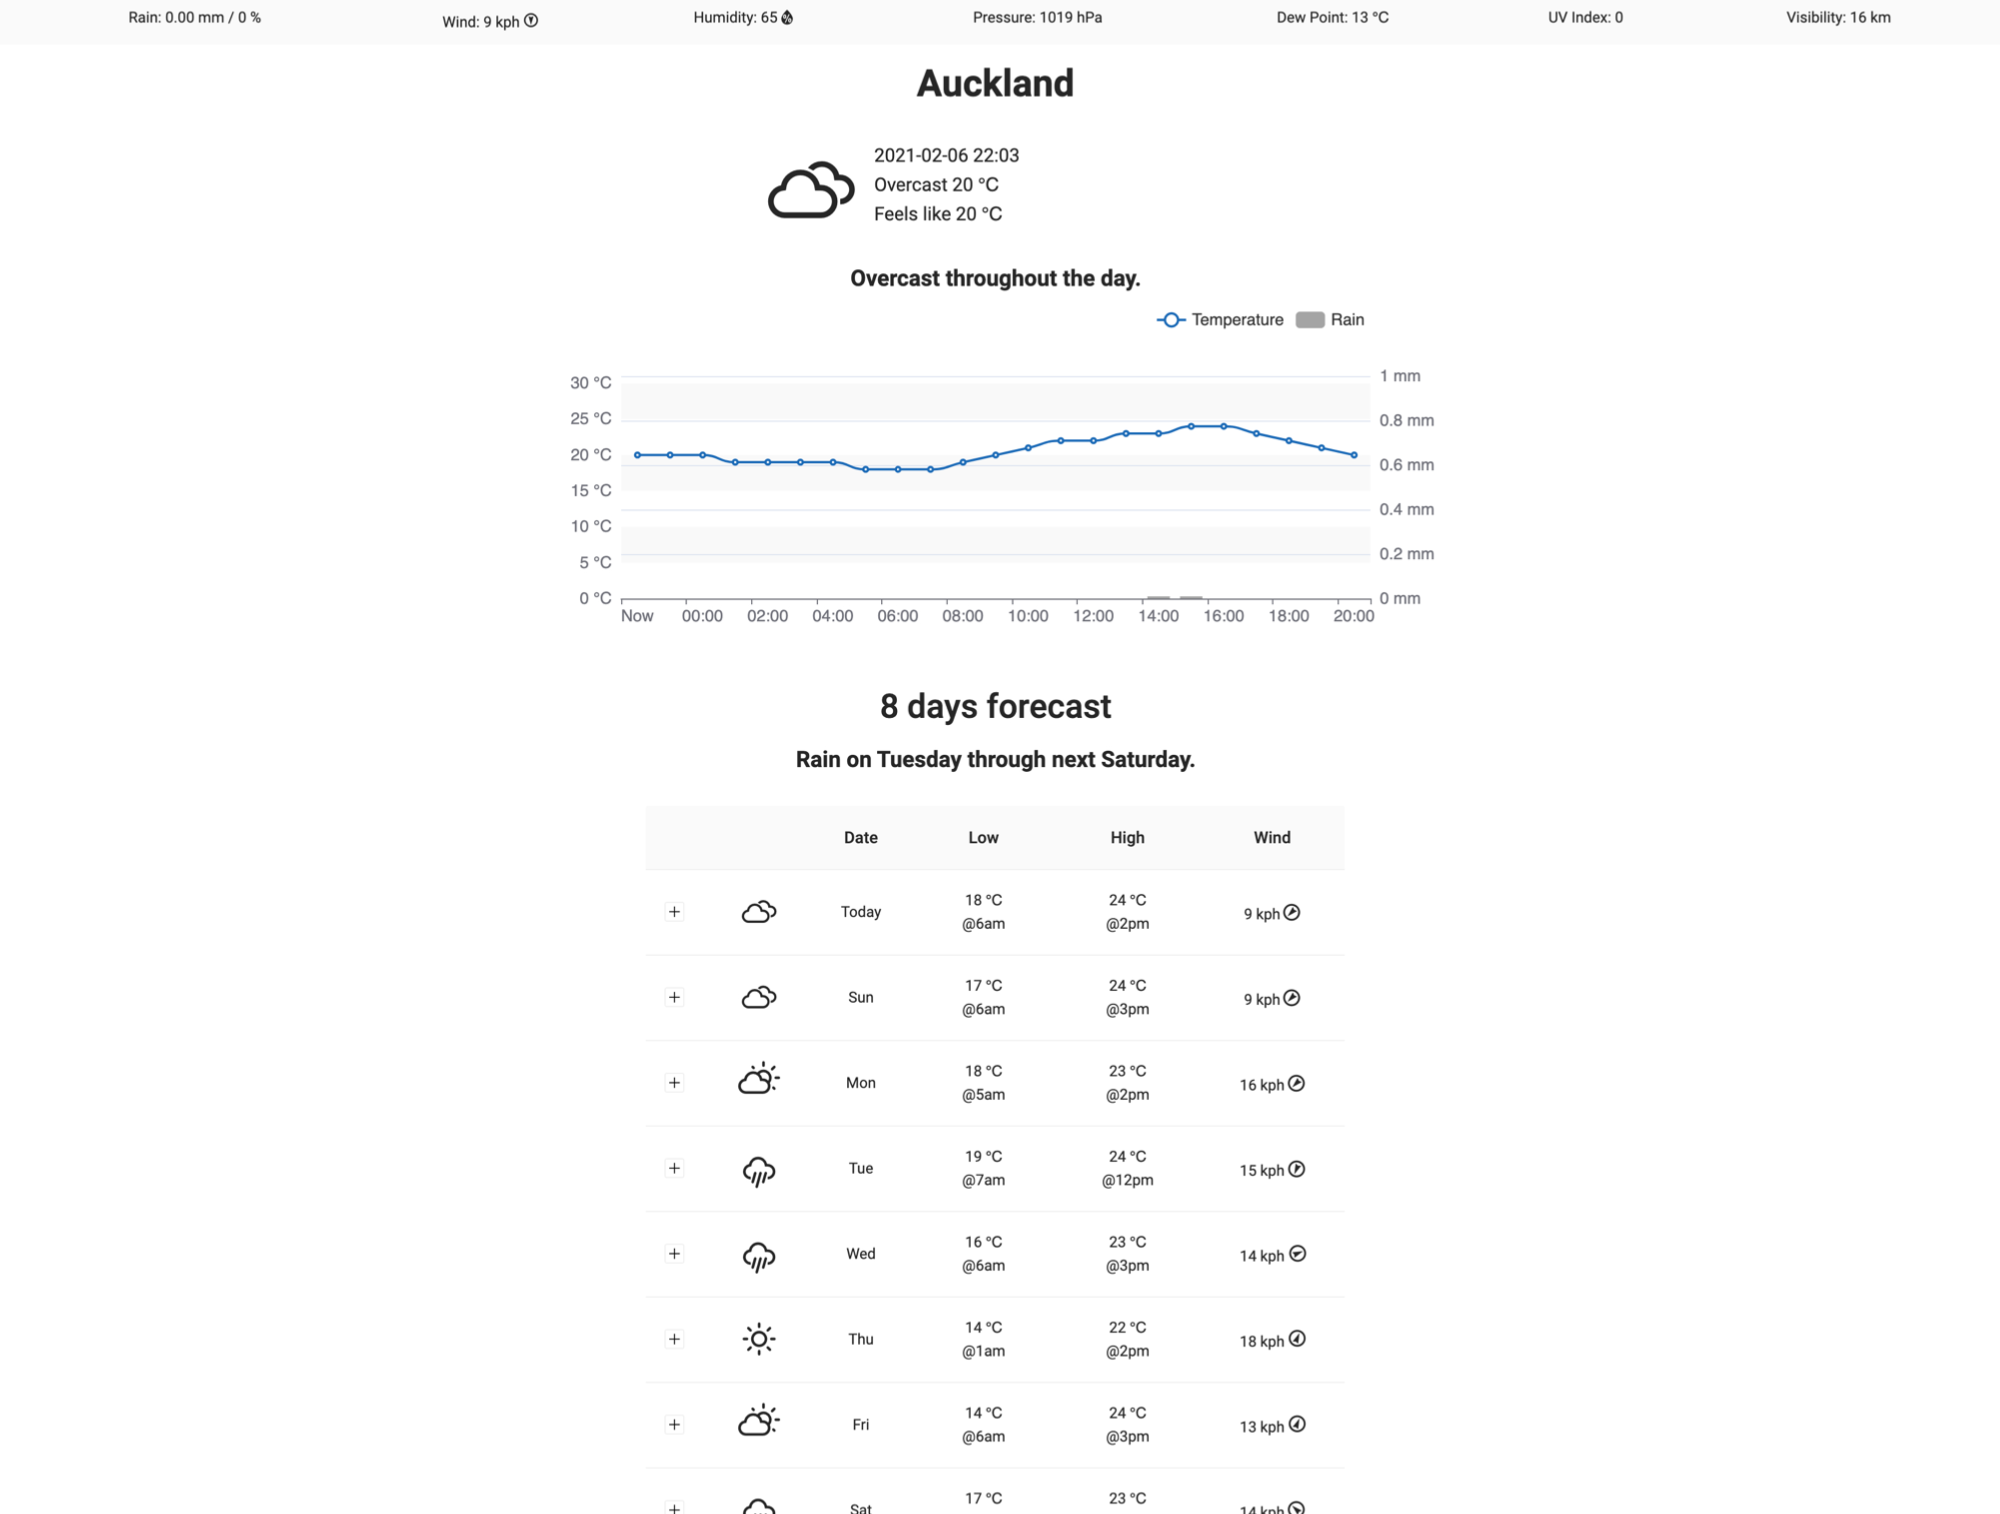 Rain: 0.00 mm / 0 % Wind: 9 kph Humidity: 65 Pressure: 1019 hPa Dew Point: 13 °C UV Index: 0 Visibility: 16 km
Auckland
2021-02-06 22:03
Overcast 20 °C
Feels like 20 °C
Overcast throughout the day.
Temperature Rain
30 °C 1 mm
25 °C 0.8 mm
20 °C 0.6 mm
15 °C 0.4 mm
10 °C 0.2 mm
5 °C
0 °C 0 mm
Now 00:00 02:00 04:00 06:00 08:00 10:00 12:00 14:00 16:00 18:00 20:00
8 days forecast
Rain on Tuesday through next Saturday.
Date Low High Wind
18 °C 24 °C
Today 9 kph
@6am @2pm
17 °C 24 °C
Sun 9 kph
@6am @3pm
18 °C 23 °C
Mon 16 kph
@5am @2pm
19 °C 24 °C
Tue 15 kph
@7am @12pm
16 °C 23 °C
Wed 14 kph
@6am @3pm
14 °C 22 °C
Thu 18 kph
@1am @2pm
14 °C 24 °C
Fri 13 kph
@6am @3pm
17 °C 23 °C
Sat 14 kph